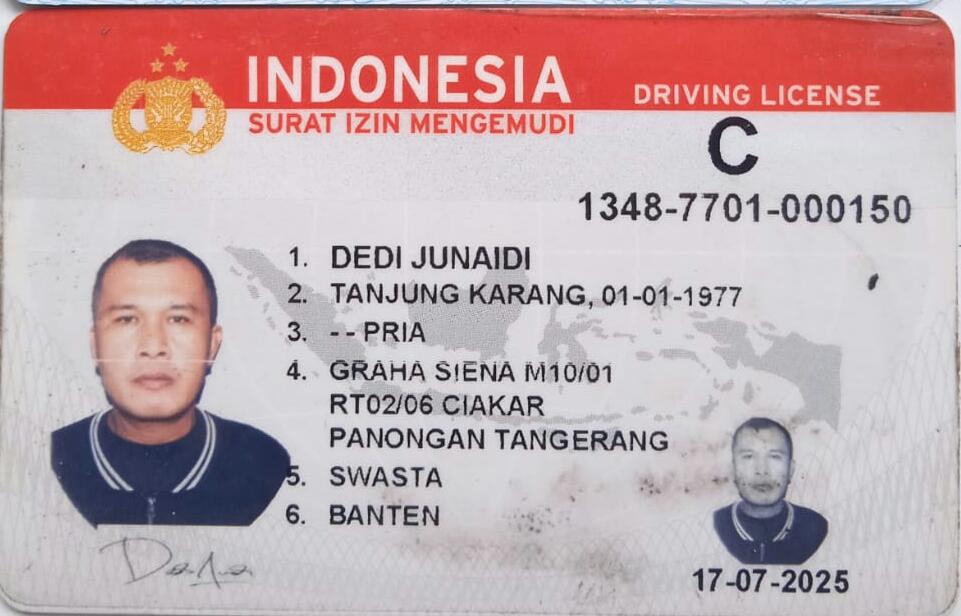 INDONESIA
SURAT IZIN MENGEMUDI
DRIVING LICENSE
C
1348-7701-000150
1. DEDI JUNAIDI
2. TANJUNG KARANG, 01-01-1977
3. - - PRIA
4. GRAHA SIENA M10/01
RT02/06 CIAKAR
PANONGAN TANGERANG
5. SWASTA
6. BANTEN
17-07-2025